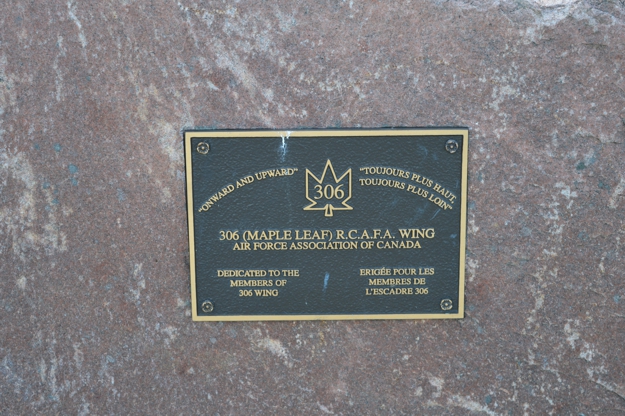 "ONWARD AND UPWARD"
306
"TOUJOURS PLUS HAUT,
TOUJOURS PLUS LOIN"
306 (MAPLE LEAF) R.C.A.F.A. WING
AIR FORCE ASSOCIATION OF CANADA
DEDICATED TO THE
MEMBERS OF
306 WING
ERIGÉE POUR LES
MEMBRES DE
L'ESCADRE 306